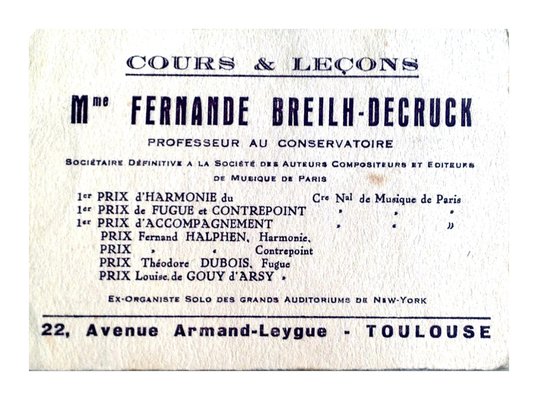 COURS & LEÇONS
Mme FERNANDE BREILH-DECRUCK
PROFESSEUR AU CONSERVATOIRE
SOCIÉTAIRE DÉFINITIVE A LA SOCIÉTÉ DES AUTEURS COMPOSITEURS ET EDITEURS
DE MUSIQUE DE PARIS
1er PRIX d'HARMONIE du Cre Nal de Musique de Paris
1er PRIX de FUGUE et CONTREPOINT " " "
1er PRIX d'ACCOMPAGNEMENT " " »
PRIX Fernand HALPHEN, Harmonie,
PRIX " " Contrepoint
PRIX Théodore DUBOIS, Fugue
PRIX Louise de GOUY d'ARSY "
EX-ORGANISTE SOLO DES GRANDS AUDITORIUMS DE NEW-YORK
22, Avenue Armand-Leygue - TOULOUSE